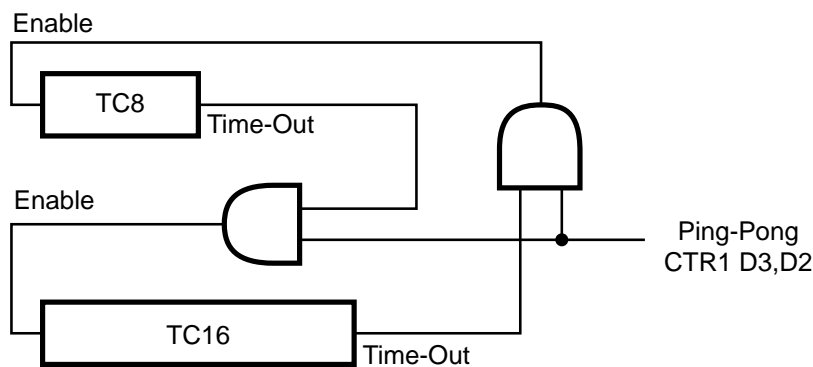 Enable
TC8
Time-Out
Enable
Ping-Pong
CTR1 D3,D2
TC16
Time-Out